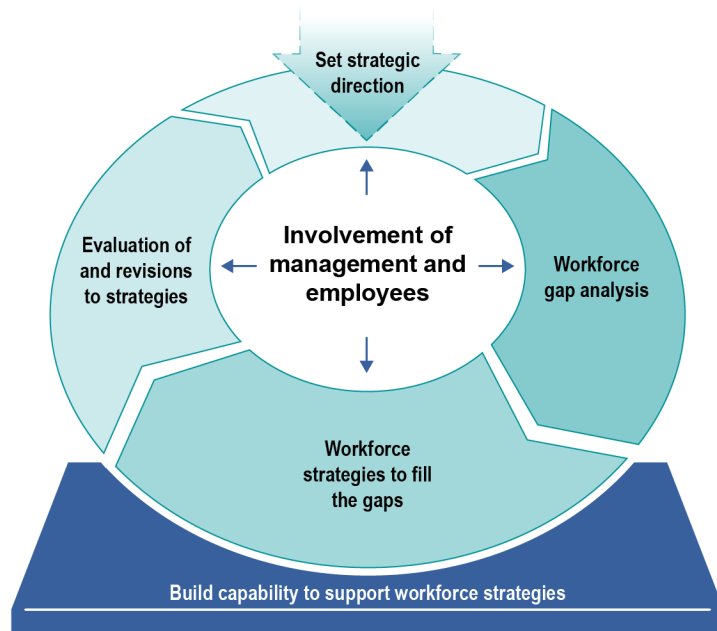 Set strategic
direction
Evaluation of
and revisions
to strategies
Involvement of
management and
employees
Workforce
gap analysis
Workforce
strategies to fill
the gaps
Build capability to support workforce strategies